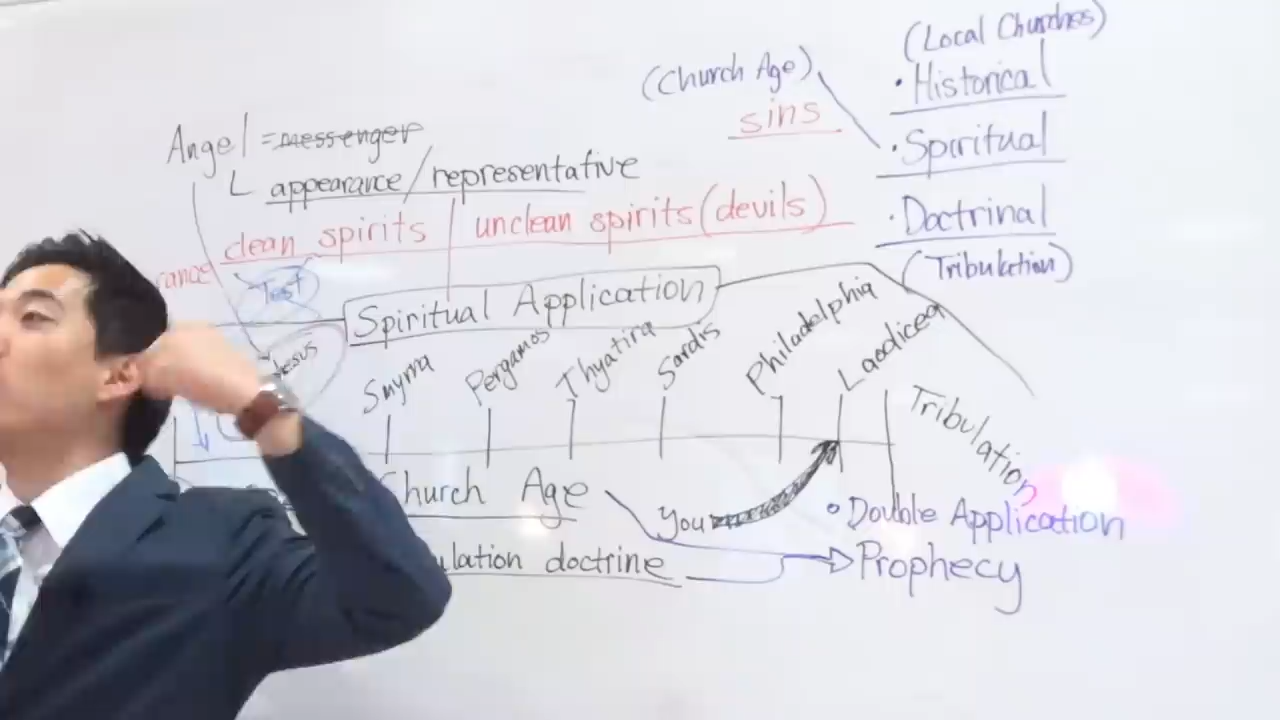 (Local Churches)
(Church Age)
• Historical
sins
Angel = messenger
• Spiritual
L appearance/representative
clean spirits unclean spirits (devils)
• Doctrinal
(Tribulation)
Test
Spiritual Application
Smyrna Pergamos Thyatira Sardis Philadelphia Laodicea
Tribulation
Church Age
You
• Double Application
doctrine
Prophecy